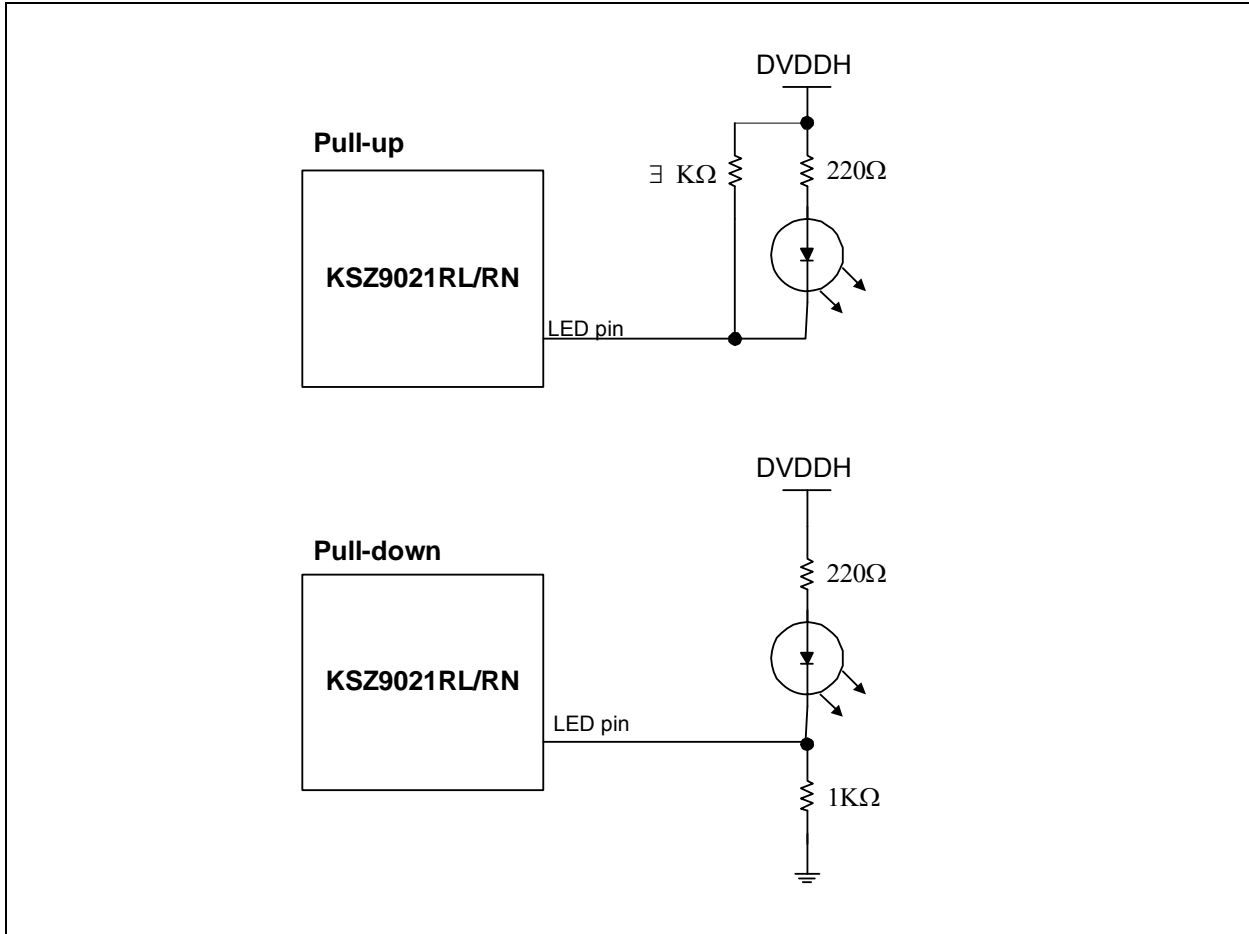 DVDDH
Pull-up
∃ KΩ
220Ω
KSZ9021RL/RN
LED pin
DVDDH
Pull-down
220Ω
KSZ9021RL/RN
LED pin
1KΩ